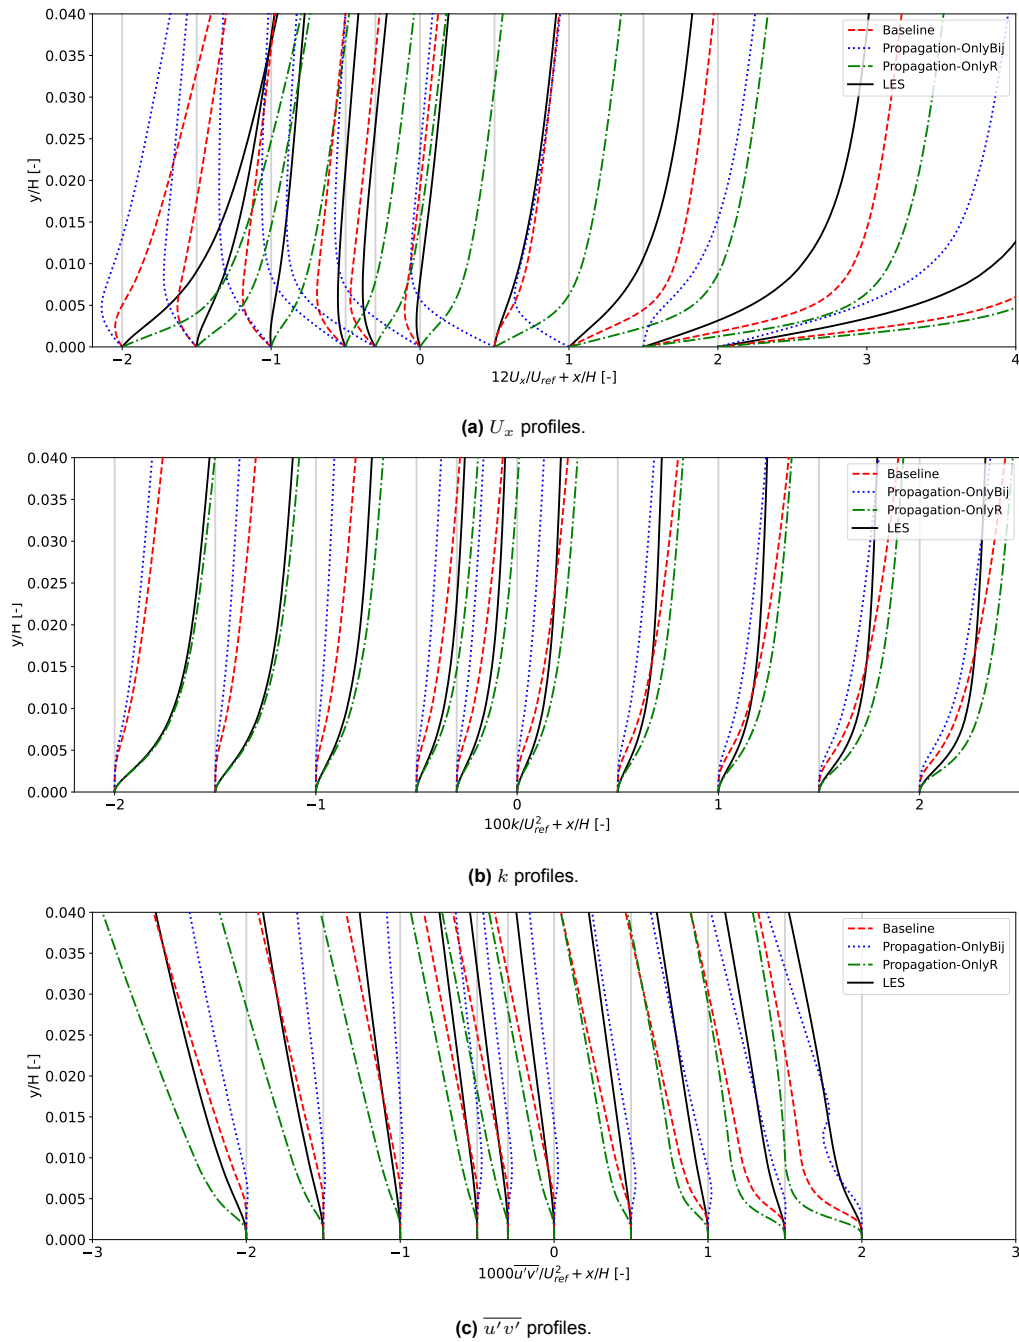 0.040
0.035
0.030
0.025
0.020
0.015
0.010
0.005
0.000
y/H [-]
Baseline
Propagation-OnlyBij
Propagation-OnlyR
LES
−2 −1 0 1 2 3 4
12U_x/U_ref + x/H [-]
(a) U_x profiles.
0.040
0.035
0.030
0.025
0.020
0.015
0.010
0.005
0.000
y/H [-]
Baseline
Propagation-OnlyBij
Propagation-OnlyR
LES
−2 −1 0 1 2
100k/U²_ref + x/H [-]
(b) k profiles.
0.040
0.035
0.030
0.025
0.020
0.015
0.010
0.005
0.000
y/H [-]
Baseline
Propagation-OnlyBij
Propagation-OnlyR
LES
−3 −2 −1 0 1 2 3
1000u′v′/U²_ref + x/H [-]
(c) u′v′ profiles.